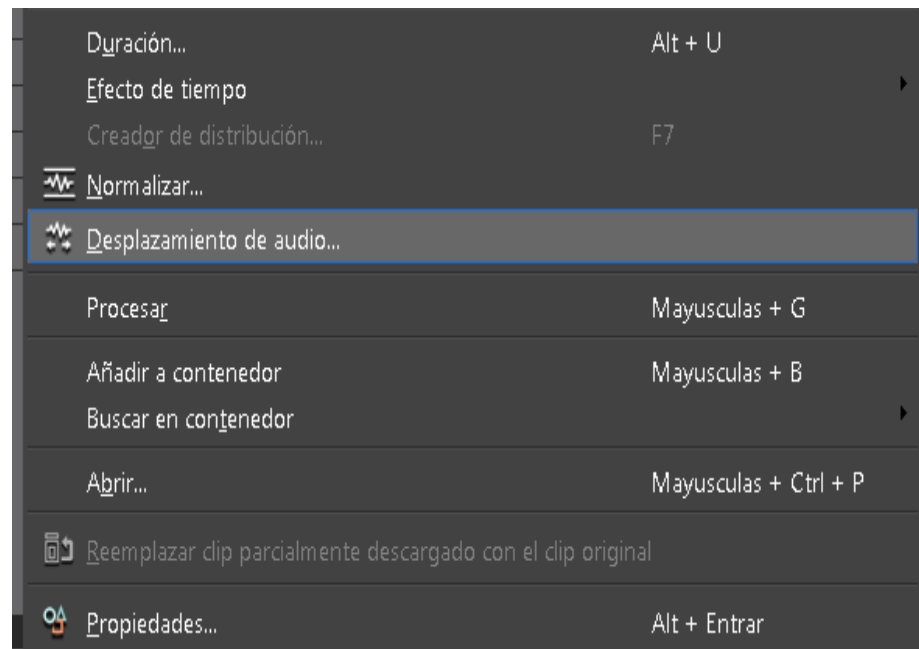 Duración... Alt + U
Efecto de tiempo
Creador de distribución... F7
Normalizar...
Desplazamiento de audio...
Procesar Mayusculas + G
Añadir a contenedor Mayusculas + B
Buscar en contenedor
Abrir... Mayusculas + Ctrl + P
Reemplazar clip parcialmente descargado con el clip original
Propiedades... Alt + Entrar